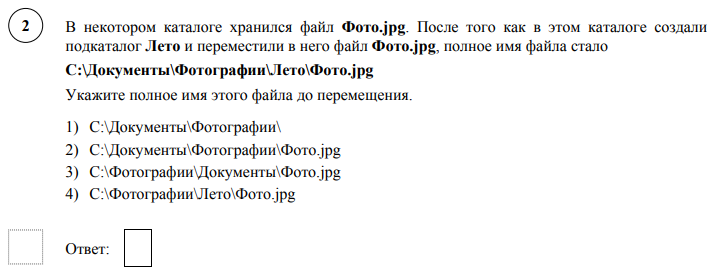 2
В некотором каталоге хранился файл Фото.jpg. После того как в этом каталоге создали
подкаталог Лето и переместили в него файл Фото.jpg, полное имя файла стало
С:\Документы\Фотографии\Лето\Фото.jpg
Укажите полное имя этого файла до перемещения.
1) С:\Документы\Фотографии\
2) С:\Документы\Фотографии\Фото.jpg
3) С:\Фотографии\Документы\Фото.jpg
4) С:\Фотографии\Лето\Фото.jpg
Ответ: